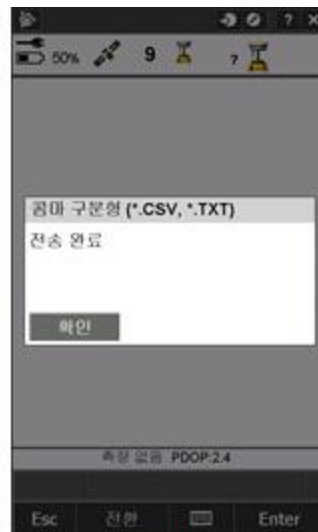 ? x
50% 9 ?
콤마 구분형 (*.CSV, *.TXT)
전송 완료
확인
측량 없음 PDOP:2.4
Esc 전환 Enter